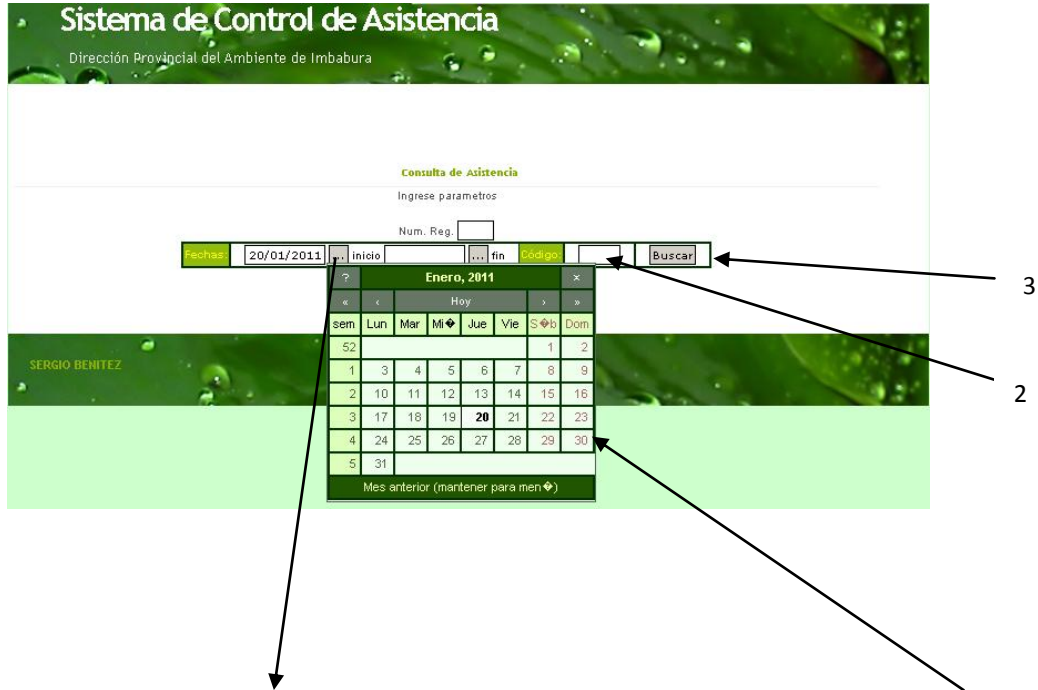 Sistema de Control de Asistencia
Dirección Provincial del Ambiente de Imbabura
Consulta de Asistencia
Ingrese parametros
Num. Reg.
Fechas: 20/01/2011 ... inicio ... fin Código: Buscar
3
? Enero, 2011 ×
« ‹ Hoy › »
sem Lun Mar Mi� Jue Vie S�b Dom
52 1 2
1 3 4 5 6 7 8 9
2 10 11 12 13 14 15 16
3 17 18 19 20 21 22 23
4 24 25 26 27 28 29 30
5 31
Mes anterior (mantener para men�)
SERGIO BENITEZ
2